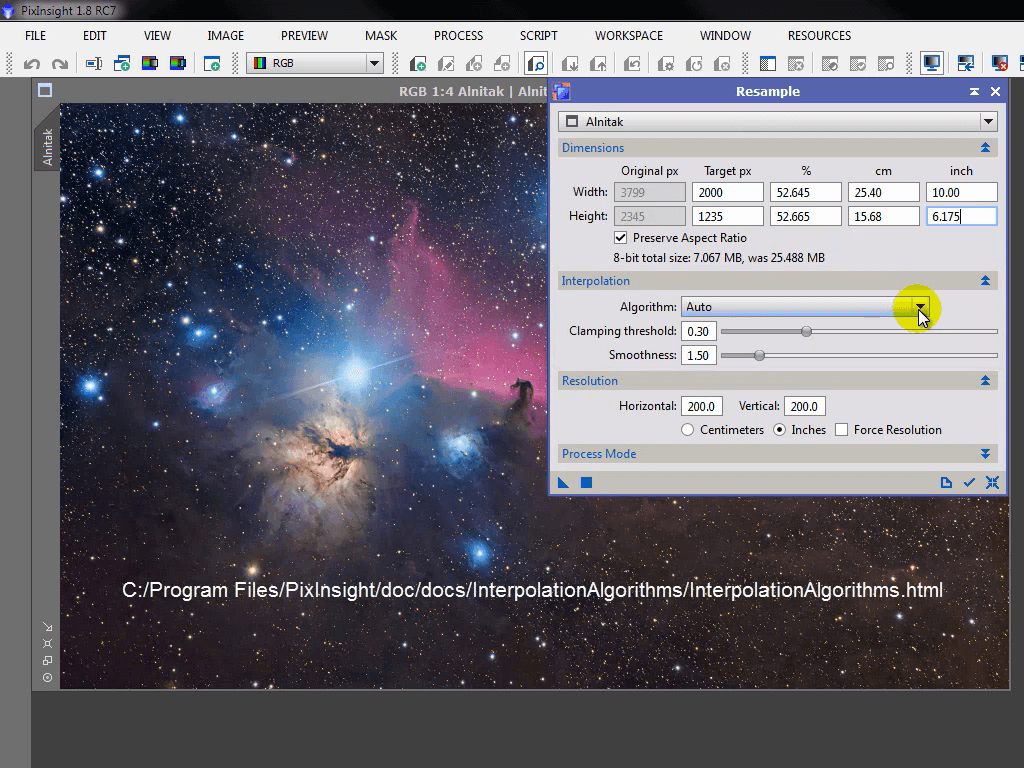 PixInsight 1.8 RC7
FILE EDIT VIEW IMAGE PREVIEW MASK PROCESS SCRIPT WORKSPACE WINDOW RESOURCES
RGB
RGB 1:4 Alnitak | Alnit
Alnitak
Resample
Alnitak
Dimensions
Original px Target px % cm inch
Width: 3799 2000 52.645 25.40 10.00
Height: 2345 1235 52.665 15.68 6.175
Preserve Aspect Ratio
8-bit total size: 7.067 MB, was 25.488 MB
Interpolation
Algorithm: Auto
Clamping threshold: 0.30
Smoothness: 1.50
Resolution
Horizontal: 200.0 Vertical: 200.0
Centimeters Inches Force Resolution
Process Mode
C:/Program Files/PixInsight/doc/docs/InterpolationAlgorithms/InterpolationAlgorithms.html